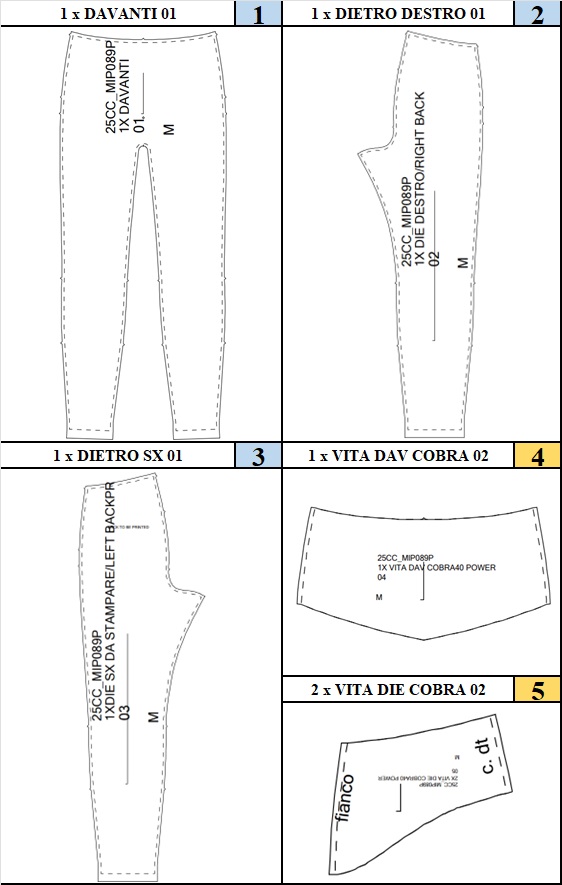 1 x DAVANTI 01
1
25CC_MIP089P
1X DAVANTI
01
M
1 x DIETRO DESTRO 01
2
25CC_MIP089P
1X DIE DESTRO/RIGHT BACK
02
M
1 x DIETRO SX 01
3
TO BE PRINTED
25CC_MIP089P
1XDIE SX DA STAMPARE/LEFT BACKPR
03
M
1 x VITA DAV COBRA 02
4
25CC_MIP089P
1X VITA DAV COBRA40 POWER
04
M
2 x VITA DIE COBRA 02
5
fianco
c. dt
25CC MIP089P
2X VITA DIE COBRA40 POWER
05
M